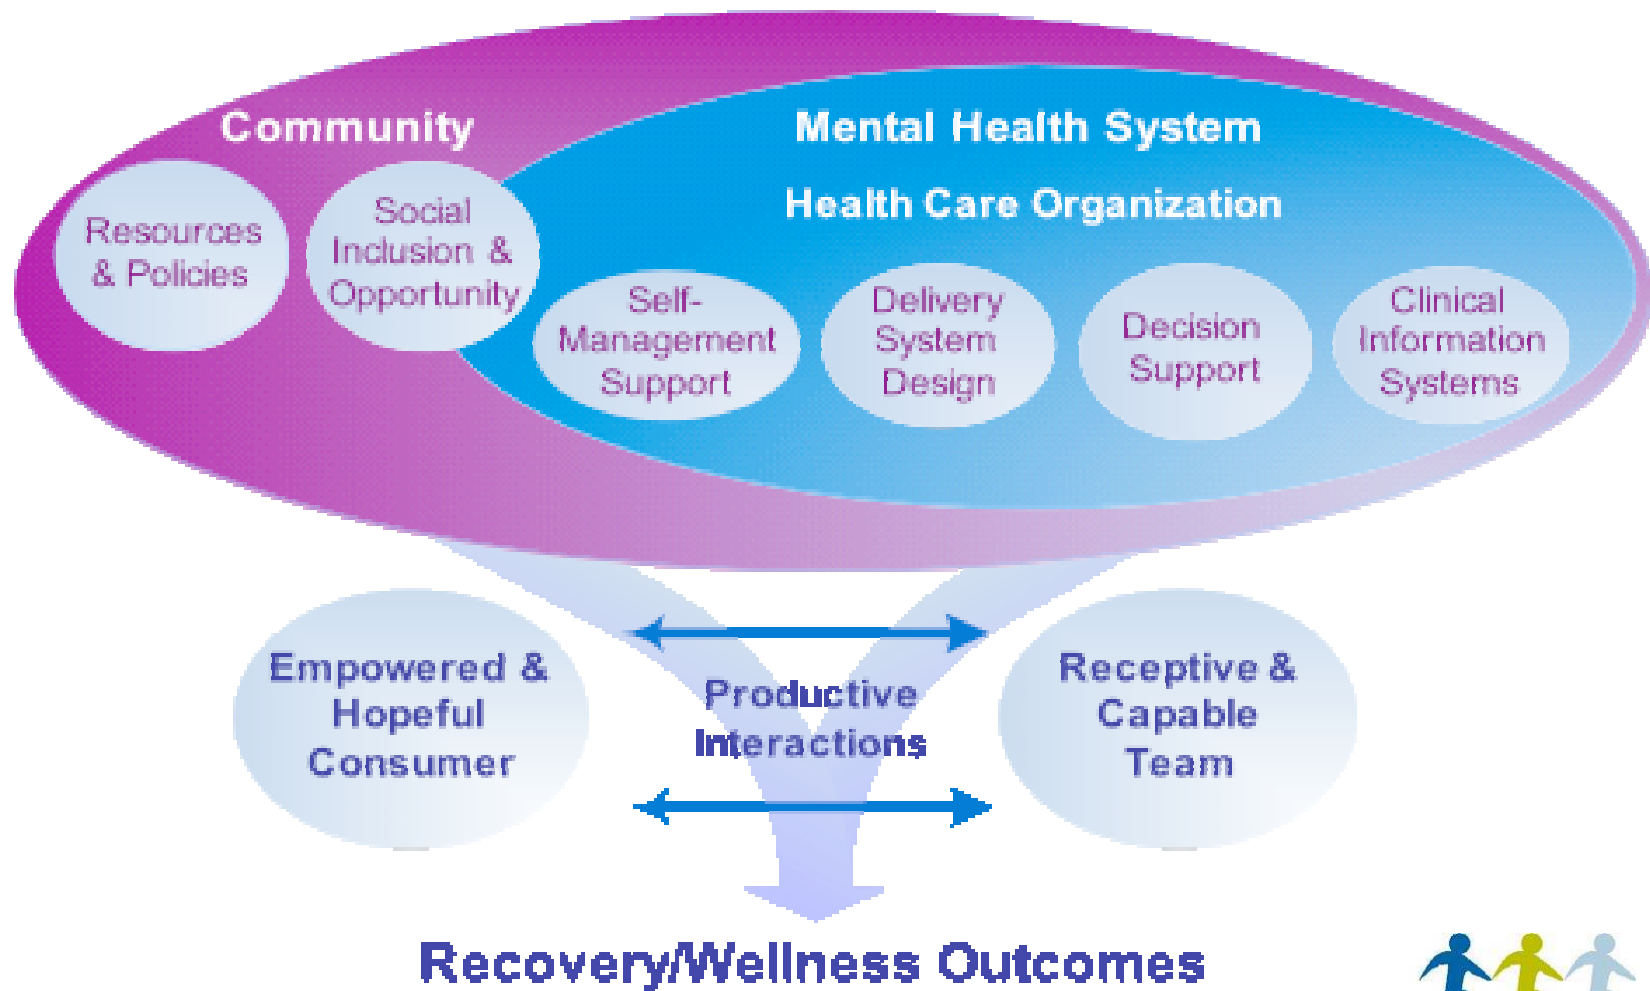 Community
Mental Health System
Health Care Organization
Resources
& Policies
Social
Inclusion &
Opportunity
Self-
Management
Support
Delivery
System
Design
Decision
Support
Clinical
Information
Systems
Empowered &
Hopeful
Consumer
Productive
Interactions
Receptive &
Capable
Team
Recovery/Wellness Outcomes